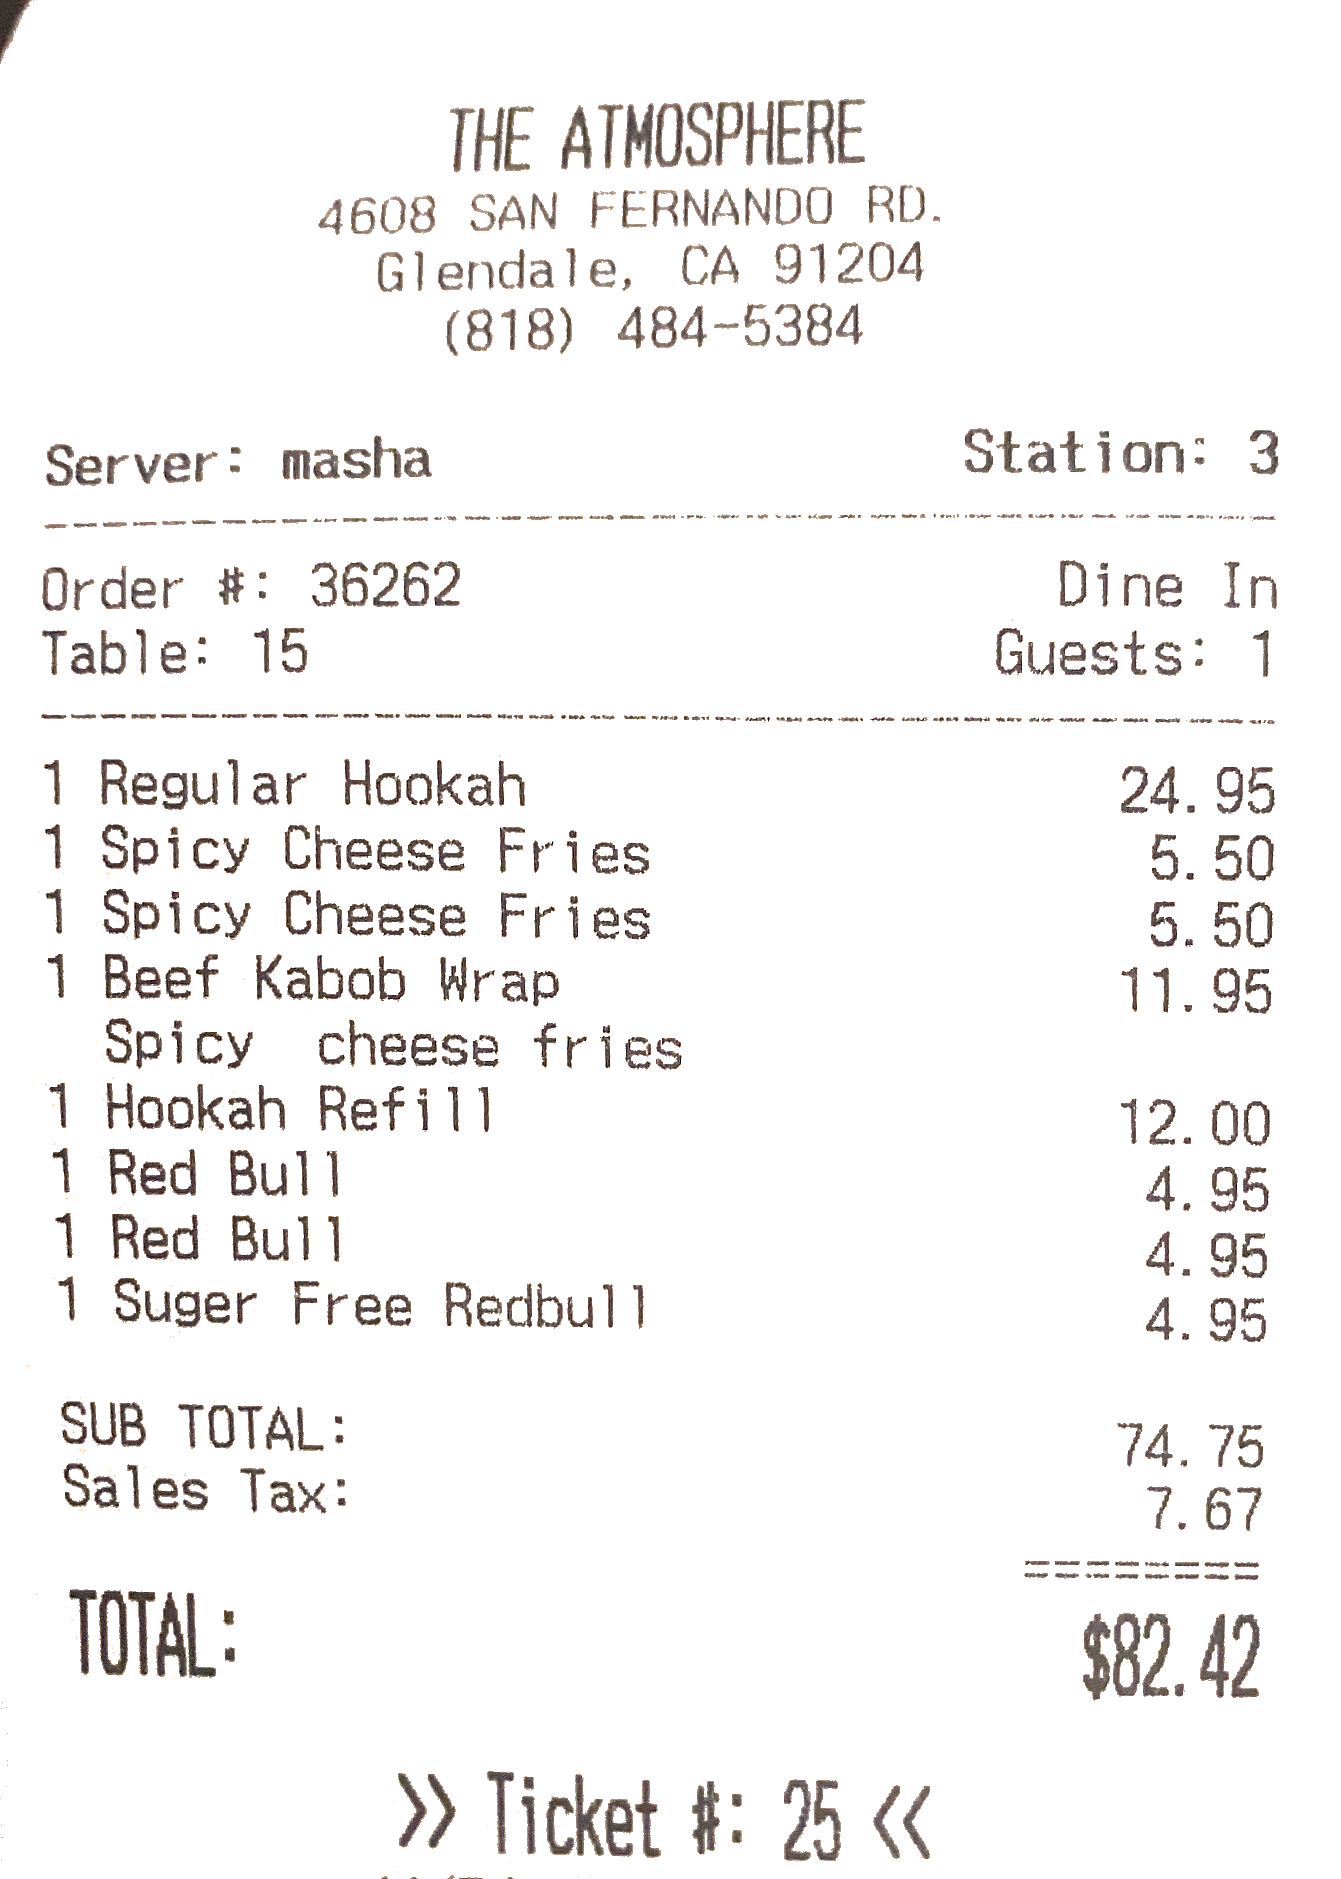 THE ATMOSPHERE
4608 SAN FERNANDO RD.
Glendale, CA 91204
(818) 484-5384
Server: masha Station: 3
Order #: 36262 Dine In
Table: 15 Guests: 1
1 Regular Hookah 24.95
1 Spicy Cheese Fries 5.50
1 Spicy Cheese Fries 5.50
1 Beef Kabob Wrap 11.95
Spicy cheese fries
1 Hookah Refill 12.00
1 Red Bull 4.95
1 Red Bull 4.95
1 Suger Free Redbull 4.95
SUB TOTAL: 74.75
Sales Tax: 7.67
========
TOTAL: $82.42
>> Ticket #: 25 <<